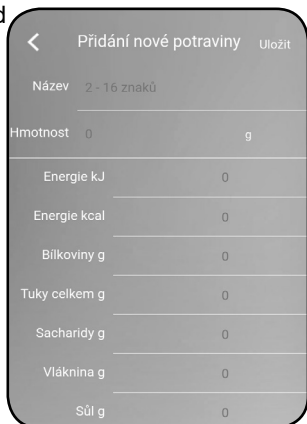 d
Přidání nové potraviny Uložit
Název 2 - 16 znaků
Hmotnost 0 g
Energie kJ 0
Energie kcal 0
Bílkoviny g 0
Tuky celkem g 0
Sacharidy g 0
Vláknina g 0
Sůl g 0